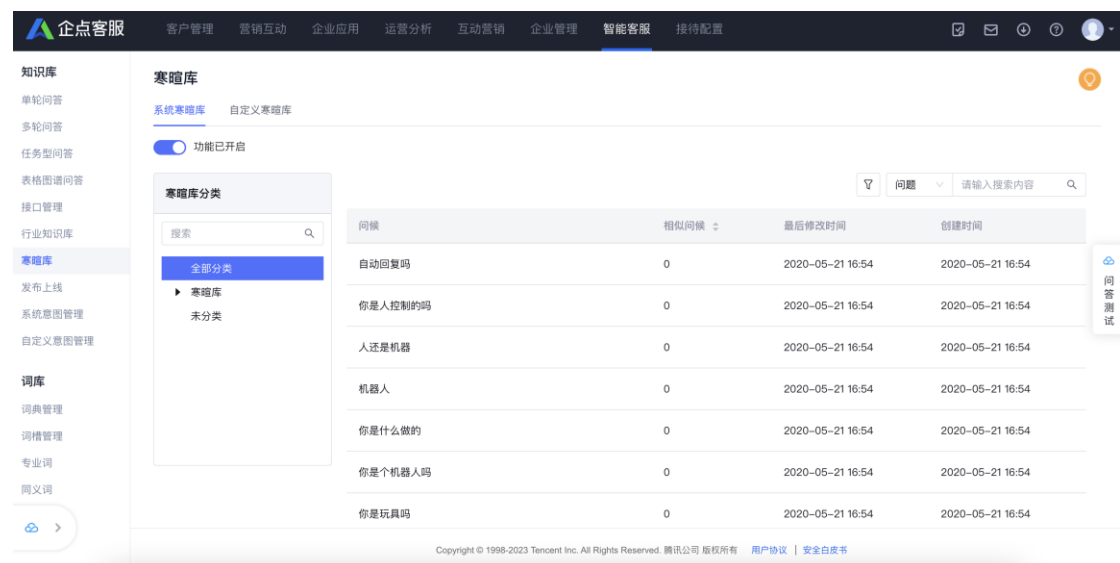 企点客服 客户管理 营销互动 企业应用 运营分析 互动营销 企业管理 智能客服 接待配置
知识库
单轮问答
多轮问答
任务型问答
表格图谱问答
接口管理
行业知识库
寒暄库
发布上线
系统意图管理
自定义意图管理
词库
词典管理
词槽管理
专业词
同义词
寒暄库
系统寒暄库 自定义寒暄库
功能已开启
寒暄库分类
搜索
全部分类
寒暄库
未分类
问题 请输入搜索内容
问候 相似问候 最后修改时间 创建时间
自动回复吗 0 2020-05-21 16:54 2020-05-21 16:54
你是人控制的吗 0 2020-05-21 16:54 2020-05-21 16:54
人还是机器 0 2020-05-21 16:54 2020-05-21 16:54
机器人 0 2020-05-21 16:54 2020-05-21 16:54
你是什么做的 0 2020-05-21 16:54 2020-05-21 16:54
你是个机器人吗 0 2020-05-21 16:54 2020-05-21 16:54
你是玩具吗 0 2020-05-21 16:54 2020-05-21 16:54
问答测试
Copyright © 1998-2023 Tencent Inc. All Rights Reserved. 腾讯公司 版权所有 用户协议 | 安全白皮书